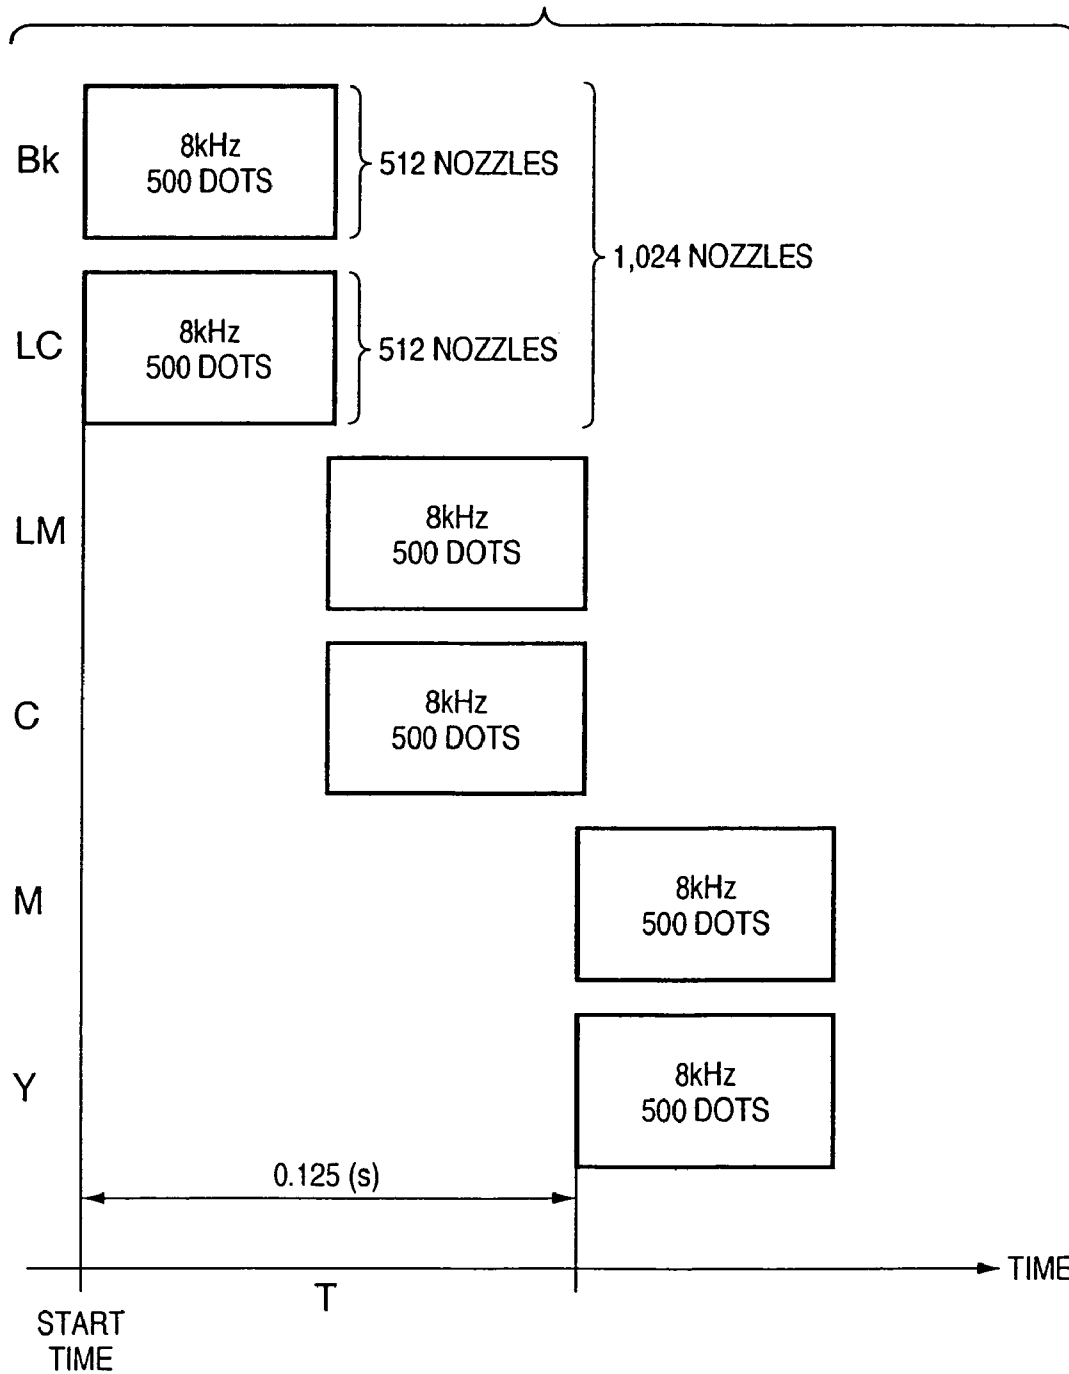 Bk
8kHz
500 DOTS
512 NOZZLES
1,024 NOZZLES
LC
8kHz
500 DOTS
512 NOZZLES
LM
8kHz
500 DOTS
C
8kHz
500 DOTS
M
8kHz
500 DOTS
Y
8kHz
500 DOTS
0.125 (s)
TIME
T
START
TIME